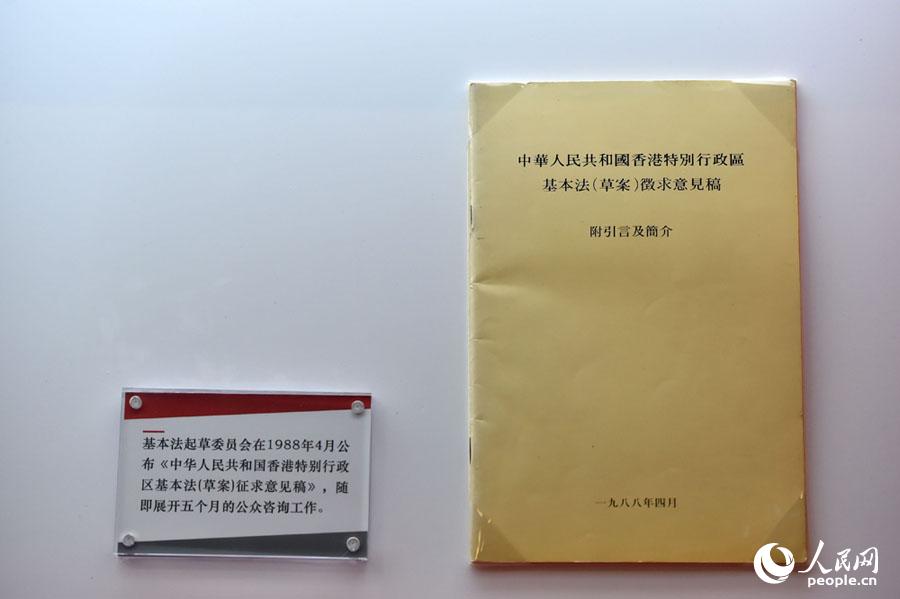 中華人民共和國香港特別行政區
基本法(草案)徵求意見稿
附引言及簡介
一九八八年四月
基本法起草委员会在1988年4月公
布《中华人民共和国香港特别行政
区基本法(草案)征求意见稿》，随
即展开五个月的公众咨询工作。
人民网
people.cn